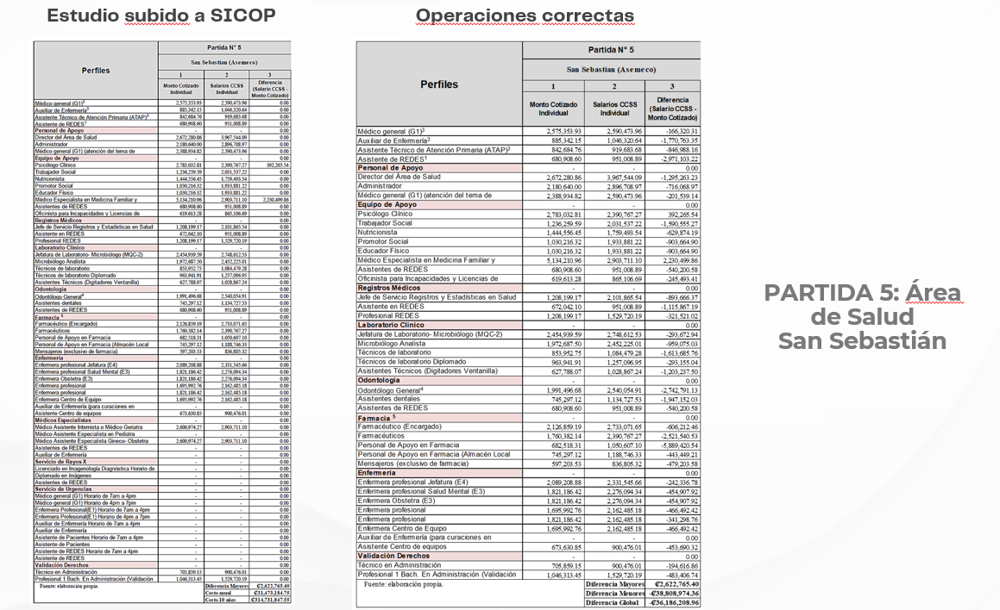 Estudio subido a SICOP
Perfiles
Partida N° 5
San Sebastian (Asemeco)
1 2 3
Monto Cotizado Individual Salarios CCSS Individual Diferencia (Salario CCSS - Monto Cotizado)
Médico general (G1)3 2,575,353.93 2,590,473.96 0.00
Auxiliar de Enfermería3 885,342.15 1,046,320.64 0.00
Asistente Técnico de Atención Primaria (ATAP)3 842,684.76 919,683.68 0.00
Asistente de REDES1 680,908.60 951,008.89 0.00
Personal de Apoyo - - 0.00
Director del Área de Salud 2,672,280.86 3,967,544.09 0.00
Administrador 2,180,640.00 2,896,708.97 0.00
Médico general (G1) (atención del tema de 2,388,934.82 2,590,473.96 0.00
Equipo de Apoyo - - 0.00
Psicólogo Clínico 2,783,032.81 2,390,767.27 392,265.54
Trabajador Social 1,236,259.59 2,031,537.22 0.00
Nutricionista 1,444,556.45 1,759,493.54 0.00
Promotor Social 1,030,216.32 1,933,881.22 0.00
Educador Físico 1,030,216.32 1,933,881.22 0.00
Médico Especialista en Medicina Familiar y 5,134,210.96 2,903,711.10 2,230,499.86
Asistentes de REDES 680,908.60 951,008.89 0.00
Oficinista para Incapacidades y Licencias de 619,613.28 865,106.69 0.00
Registros Médicos - - 0.00
Jefe de Servicio Registros y Estadísticas en Salud 1,208,199.17 2,101,865.54 0.00
Asistente en REDES 672,042.10 951,008.89 0.00
Profesional REDES 1,208,199.17 1,529,720.19 0.00
Laboratorio Clínico - - 0.00
Jefatura de Laboratorio- Microbiólogo (MQC-2) 2,454,939.59 2,748,612.53 0.00
Microbiólogo Analista 1,972,687.50 2,452,225.01 0.00
Técnicos de laboratorio 853,952.75 1,084,479.28 0.00
Técnicos de laboratorio Diplomado 963,941.91 1,257,096.95 0.00
Asistentes Técnicos (Digitadores Ventanilla) 627,788.07 1,028,867.24 0.00
Odontología - - 0.00
Odontólogo General4 1,991,496.68 2,540,054.91 0.00
Asistentes dentales 745,297.12 1,134,727.53 0.00
Asistentes de REDES 680,908.60 951,008.89 0.00
Farmacia 5 - - 0.00
Farmacéutico (Encargado) 2,126,859.19 2,733,071.65 0.00
Farmacéuticos 1,760,382.14 2,390,767.27 0.00
Personal de Apoyo en Farmacia 682,518.31 1,050,607.10 0.00
Personal de Apoyo en Farmacia (Almacén Local 745,297.12 1,188,746.33 0.00
Mensajeros (exclusivo de farmacia) 597,203.53 836,805.32 0.00
Enfermería - - 0.00
Enfermera profesional Jefatura (E4) 2,089,208.88 2,331,545.66 0.00
Enfermera profesional Salud Mental (E3) 1,821,186.42 2,276,094.34 0.00
Enfermera Obstetra (E3) 1,821,186.42 2,276,094.34 0.00
Enfermera profesional 1,695,992.76 2,162,485.18 0.00
Enfermera profesional 1,821,186.42 2,162,485.18 0.00
Enfermera Centro de Equipo 1,695,992.76 2,162,485.18 0.00
Auxiliar de Enfermería (para curaciones en - - 0.00
Asistente Centro de equipos 673,630.85 900,476.01 0.00
Médicos Especialistas - - 0.00
Médico Asistente Internista o Médico Geriatra 2,600,974.27 2,903,711.10 0.00
Médico Asistente Especialista en Pediatra - - 0.00
Médico Asistente Especialista Gineco- Obstetra 2,600,974.27 2,903,711.10 0.00
Asistentes de REDES - - 0.00
Auxiliar de Enfermería - - 0.00
Servicio de Rayos X - - 0.00
Licenciado en Imagenología Diagnóstica Horario de - - 0.00
Diplomado en Imágenes - - 0.00
Asistentes de REDES - - 0.00
Servicio de Urgencias - - 0.00
Médico general (G1) Horario de 7am a 4pm - - 0.00
Médico general (G1) Horario de 4pm a 7pm - - 0.00
Enfermera Profesional(E1) Horario de 7am a 4pm - - 0.00
Enfermera Profesional(E1) Horario de 4pm a 7pm - - 0.00
Auxiliar de Enfermería Horario de 7am a 4pm - - 0.00
Auxiliar de Enfermería - - 0.00
Asistente de Pacientes Horario de 7am a 4pm - - 0.00
Asistente de Pacientes - - 0.00
Asistente de REDES Horario de 7am a 4pm - - 0.00
Asistente de REDES - - 0.00
Validación Derechos - - 0.00
Técnico en Administración 705,859.15 900,476.01 0.00
Profesional 1 Bach. En Administración (Validación 1,046,313.45 1,529,720.19 0.00
Fuente: elaboración propia. Diferencia Mayores ₡2,622,765.40
Costo anual ₡31,473,184.75
Costo 10 años ₡314,731,847.55
Operaciones correctas
Perfiles
Partida N° 5
San Sebastian (Asemeco)
1 2 3
Monto Cotizado Individual Salarios CCSS Individual Diferencia (Salario CCSS - Monto Cotizado)
Médico general (G1)3 2,575,353.93 2,590,473.96 -166,320.31
Auxiliar de Enfermería3 885,342.15 1,046,320.64 -1,770,763.35
Asistente Técnico de Atención Primaria (ATAP)3 842,684.76 919,683.68 -846,988.16
Asistente de REDES1 680,908.60 951,008.89 -2,971,103.22
Personal de Apoyo - - 0.00
Director del Área de Salud 2,672,280.86 3,967,544.09 -1,295,263.23
Administrador 2,180,640.00 2,896,708.97 -716,068.97
Médico general (G1) (atención del tema de 2,388,934.82 2,590,473.96 -201,539.14
Equipo de Apoyo - - 0.00
Psicólogo Clínico 2,783,032.81 2,390,767.27 392,265.54
Trabajador Social 1,236,259.59 2,031,537.22 -1,590,555.27
Nutricionista 1,444,556.45 1,759,493.54 -629,874.19
Promotor Social 1,030,216.32 1,933,881.22 -903,664.90
Educador Físico 1,030,216.32 1,933,881.22 -903,664.90
Médico Especialista en Medicina Familiar y 5,134,210.96 2,903,711.10 2,230,499.86
Asistentes de REDES 680,908.60 951,008.89 -540,200.58
Oficinista para Incapacidades y Licencias de 619,613.28 865,106.69 -245,493.41
Registros Médicos - - 0.00
Jefe de Servicio Registros y Estadísticas en Salud 1,208,199.17 2,101,865.54 -893,666.37
Asistente en REDES 672,042.10 951,008.89 -1,115,867.19
Profesional REDES 1,208,199.17 1,529,720.19 -321,521.02
Laboratorio Clínico - - 0.00
Jefatura de Laboratorio- Microbiólogo (MQC-2) 2,454,939.59 2,748,612.53 -293,672.94
Microbiólogo Analista 1,972,687.50 2,452,225.01 -959,075.03
Técnicos de laboratorio 853,952.75 1,084,479.28 -1,613,685.76
Técnicos de laboratorio Diplomado 963,941.91 1,257,096.95 -293,155.04
Asistentes Técnicos (Digitadores Ventanilla) 627,788.07 1,028,867.24 -1,203,237.50
Odontología - - 0.00
Odontólogo General4 1,991,496.68 2,540,054.91 -2,742,791.13
Asistentes dentales 745,297.12 1,134,727.53 -1,947,152.03
Asistentes de REDES 680,908.60 951,008.89 -540,200.58
Farmacia 5 - - 0.00
Farmacéutico (Encargado) 2,126,859.19 2,733,071.65 -606,212.46
Farmacéuticos 1,760,382.14 2,390,767.27 -2,521,540.53
Personal de Apoyo en Farmacia 682,518.31 1,050,607.10 -5,889,420.54
Personal de Apoyo en Farmacia (Almacén Local 745,297.12 1,188,746.33 -443,449.21
Mensajeros (exclusivo de farmacia) 597,203.53 836,805.32 -479,203.58
Enfermería - - 0.00
Enfermera profesional Jefatura (E4) 2,089,208.88 2,331,545.66 -242,336.78
Enfermera profesional Salud Mental (E3) 1,821,186.42 2,276,094.34 -454,907.92
Enfermera Obstetra (E3) 1,821,186.42 2,276,094.34 -454,907.92
Enfermera profesional 1,695,992.76 2,162,485.18 -466,492.42
Enfermera profesional 1,821,186.42 2,162,485.18 -341,298.76
Enfermera Centro de Equipo 1,695,992.76 2,162,485.18 -466,492.42
Auxiliar de Enfermería (para curaciones en - - 0.00
Asistente Centro de equipos 673,630.85 900,476.01 -453,690.32
Validación Derechos - - 0.00
Técnico en Administración 705,859.15 900,476.01 -194,616.86
Profesional 1 Bach. En Administración (Validación 1,046,313.45 1,529,720.19 -483,406.74
Fuente: elaboración propia. Diferencia Mayores ₡2,622,765.40
Diferencia Menores -₡38,808,974.36
Diferencia Global -₡36,186,208.96
PARTIDA 5: Área
de Salud
San Sebastián